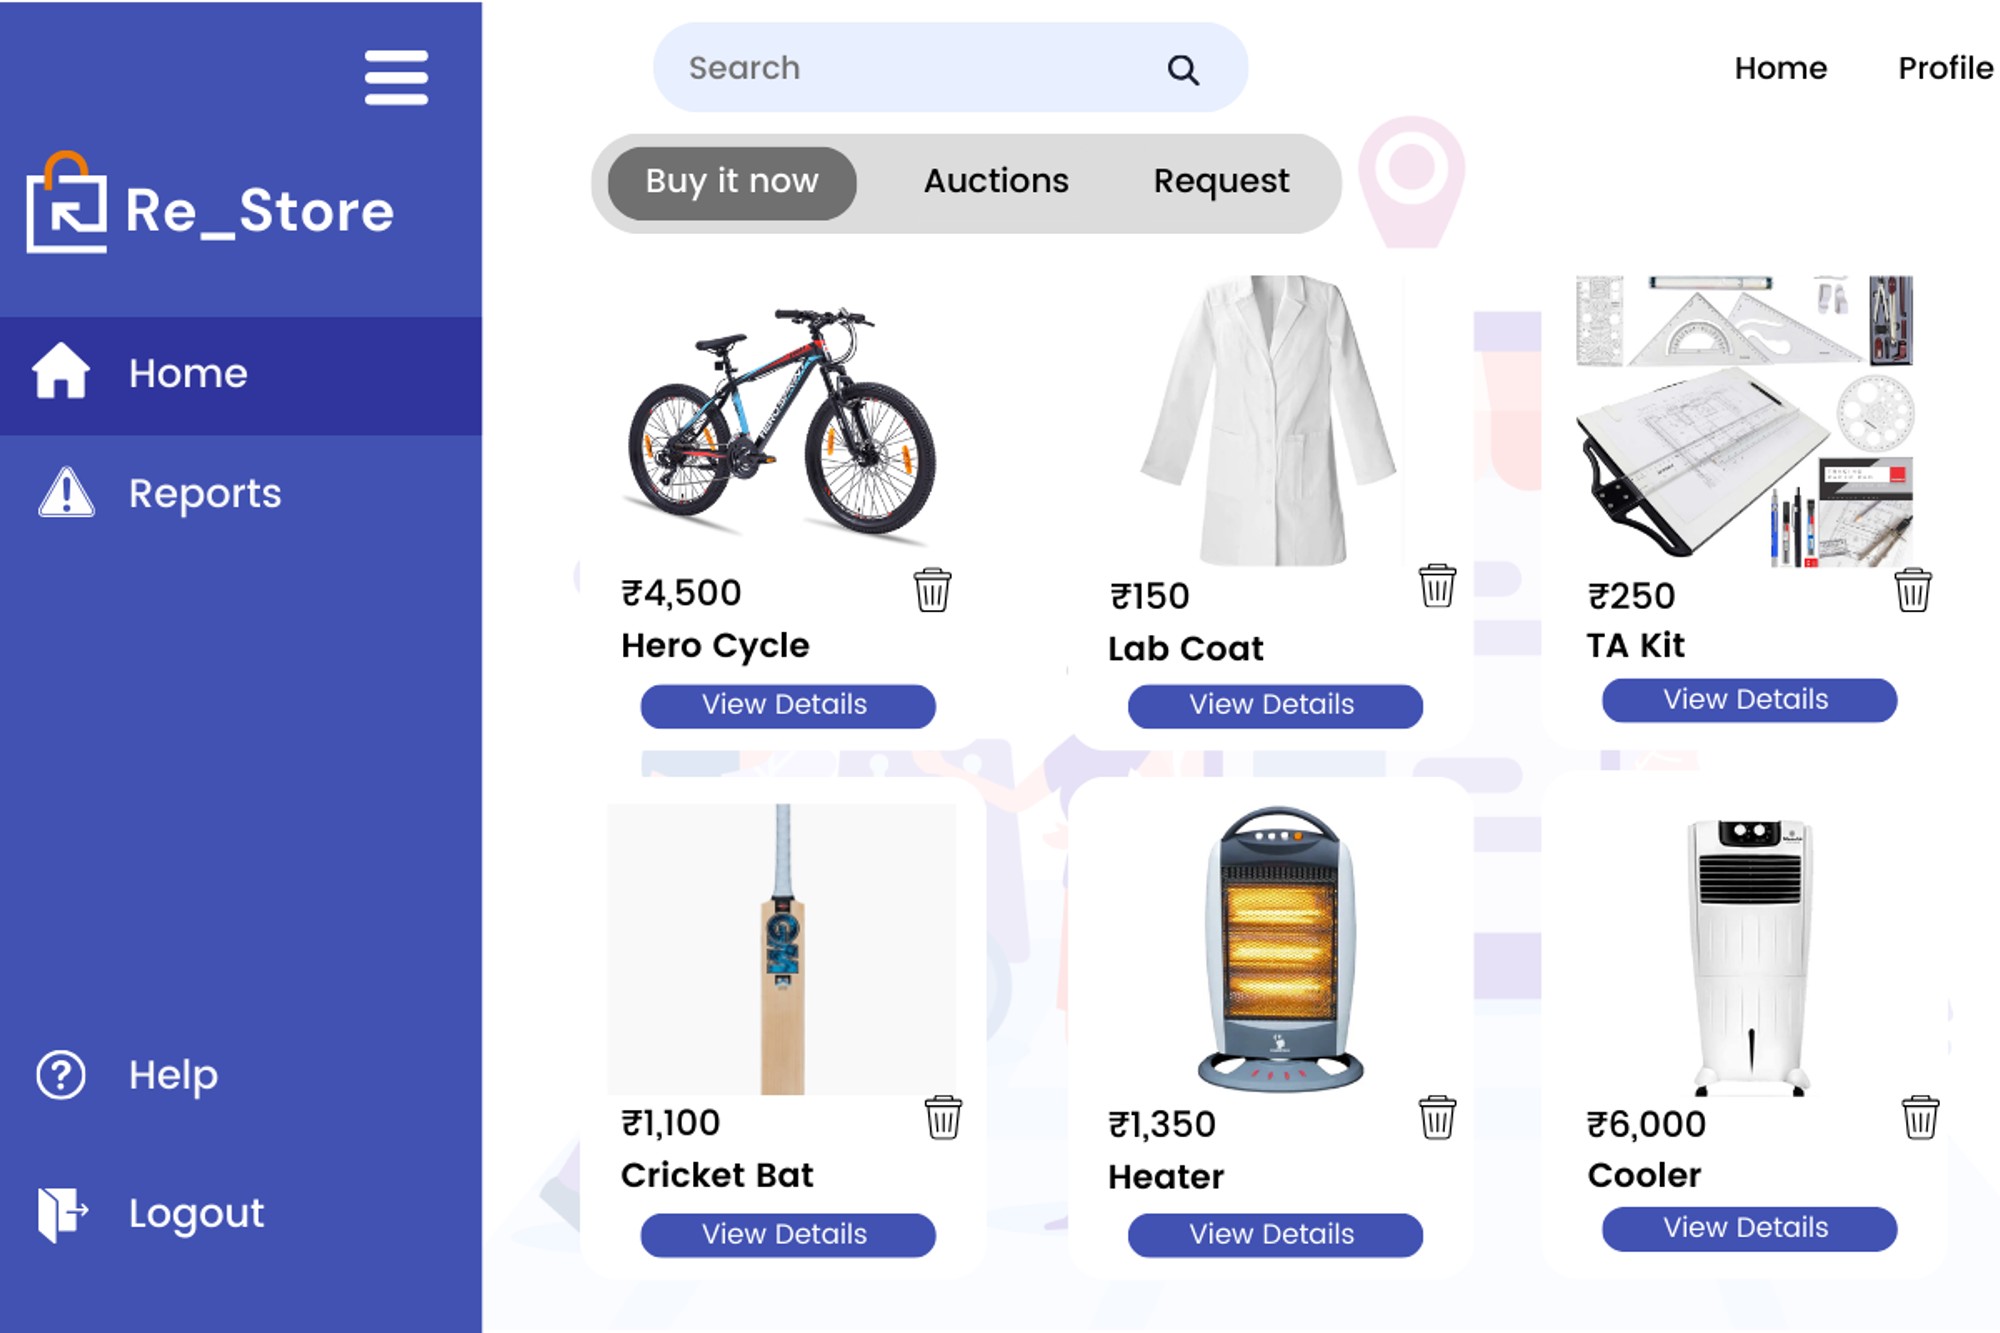 Search
Home Profile
Buy it now Auctions Request
Re_Store
Home
Reports
Help
Logout
₹4,500
Hero Cycle
View Details
₹150
Lab Coat
View Details
₹250
TA Kit
View Details
GM
₹1,100
Cricket Bat
View Details
₹1,350
Heater
View Details
₹6,000
Cooler
View Details